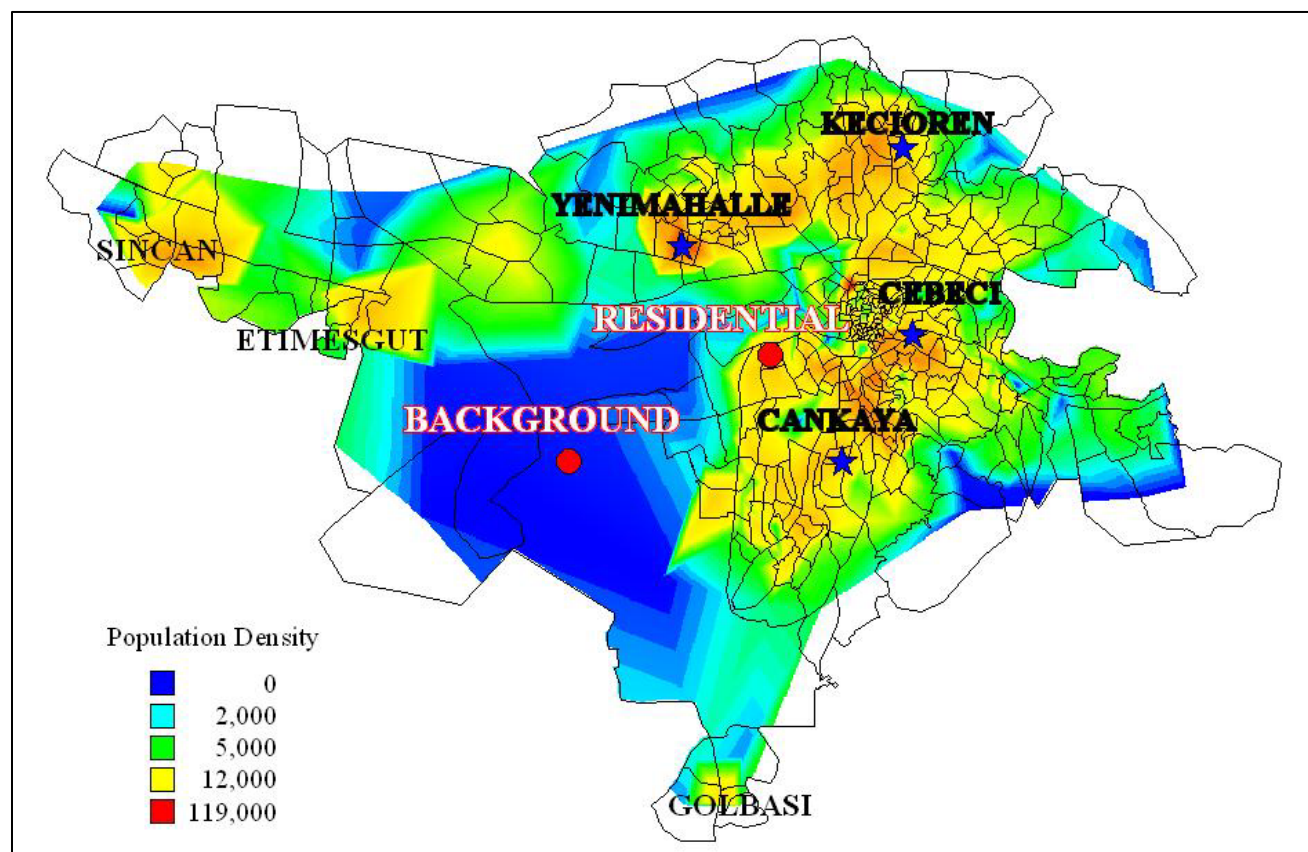 KECIOREN
YENIMAHALLE
SINCAN
CEBECI
RESIDENTIAL
ETIMESGUT
BACKGROUND
CANKAYA
Population Density
0
2,000
5,000
12,000
119,000
GOLBASI